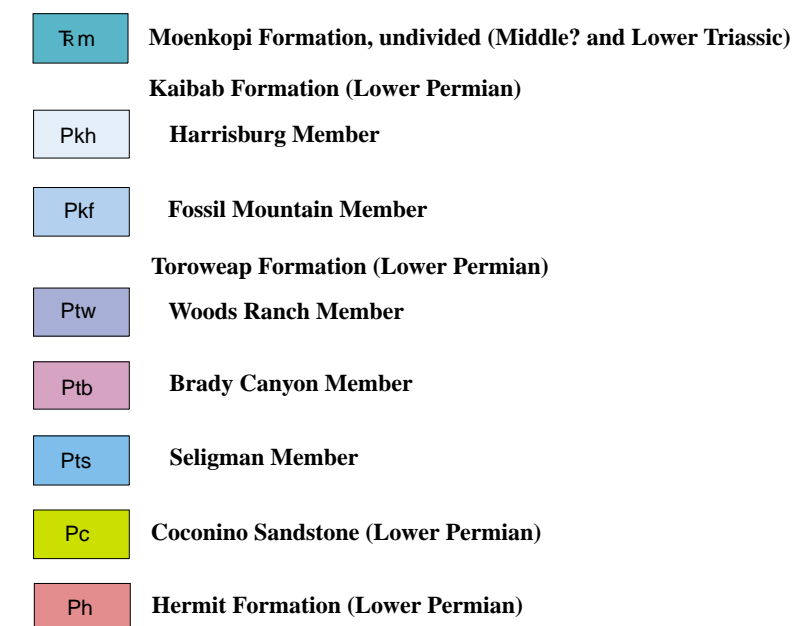 Ꞧm Moenkopi Formation, undivided (Middle? and Lower Triassic)
Kaibab Formation (Lower Permian)
Pkh Harrisburg Member
Pkf Fossil Mountain Member
Toroweap Formation (Lower Permian)
Ptw Woods Ranch Member
Ptb Brady Canyon Member
Pts Seligman Member
Pc Coconino Sandstone (Lower Permian)
Ph Hermit Formation (Lower Permian)